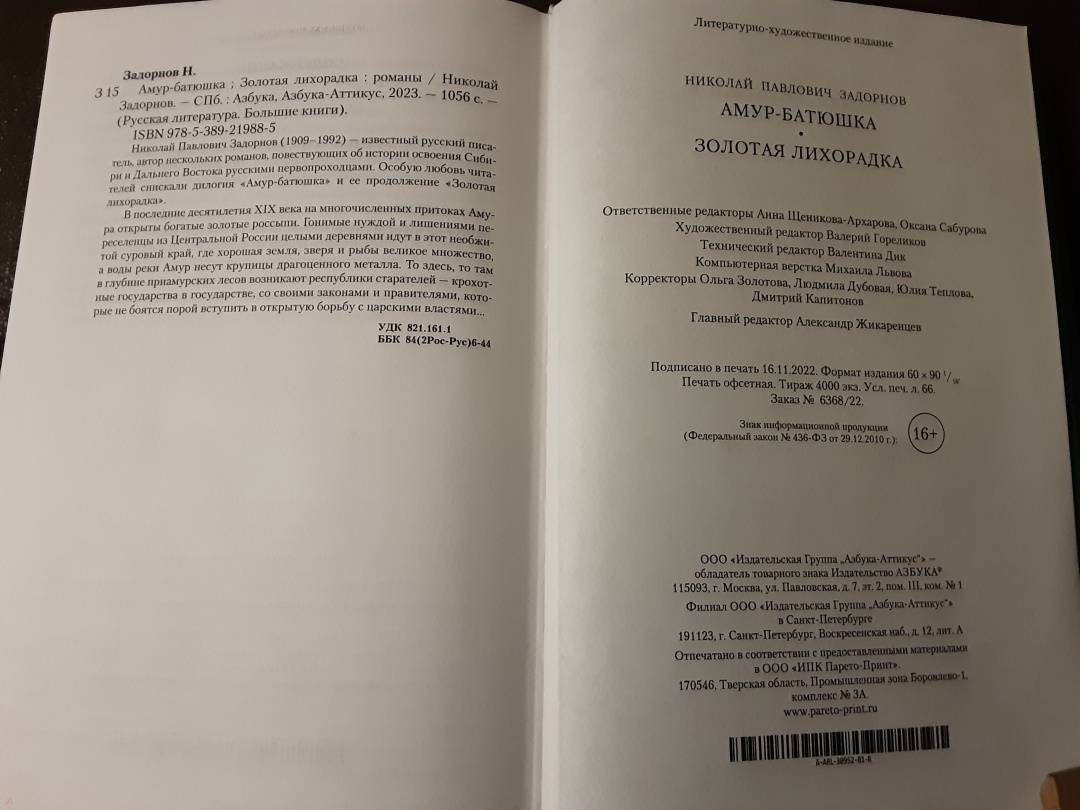 Задорнов Н.
З 15 Амур-батюшка ; Золотая лихорадка : романы / Николай
Задорнов. — СПб. : Азбука, Азбука-Аттикус, 2023. — 1056 с. —
(Русская литература. Большие книги).
ISBN 978-5-389-21988-5
Николай Павлович Задорнов (1909–1992) — известный русский писа-
тель, автор нескольких романов, повествующих об истории освоения Сиби-
ри и Дальнего Востока русскими первопроходцами. Особую любовь чита-
телей снискали дилогия «Амур-батюшка» и ее продолжение «Золотая
лихорадка».
В последние десятилетия XIX века на многочисленных притоках Аму-
ра открыты богатые золотые россыпи. Гонимые нуждой и лишениями пе-
реселенцы из Центральной России целыми деревнями идут в этот необжи-
той суровый край, где хорошая земля, зверя и рыбы великое множество,
а воды реки Амур несут крупицы драгоценного металла. То здесь, то там
в глубине приамурских лесов возникают республики старателей — крохот-
ные государства в государстве, со своими законами и правителями, кото-
рые не боятся порой вступить в открытую борьбу с царскими властями...
УДК 821.161.1
ББК 84(2Рос-Рус)6-44
Литературно-художественное издание
НИКОЛАЙ ПАВЛОВИЧ ЗАДОРНОВ
АМУР-БАТЮШКА
•
ЗОЛОТАЯ ЛИХОРАДКА
Ответственные редакторы Анна Щеникова-Архарова, Оксана Сабурова
Художественный редактор Валерий Гореликов
Технический редактор Валентина Дик
Компьютерная верстка Михаила Львова
Корректоры Ольга Золотова, Людмила Дубовая, Юлия Теплова,
Дмитрий Капитонов
Главный редактор Александр Жикаренцев
Подписано в печать 16.11.2022. Формат издания 60 × 90 ¹/₁₆
Печать офсетная. Тираж 4000 экз. Усл. печ. л. 66.
Заказ № 6368/22.
Знак информационной продукции
(Федеральный закон № 436-ФЗ от 29.12.2010 г.): 16+
ООО «Издательская Группа „Азбука-Аттикус“» —
обладатель товарного знака Издательство АЗБУКА®
115093, г. Москва, ул. Павловская, д. 7, эт. 2, пом. III, ком. № 1
Филиал ООО «Издательская Группа „Азбука-Аттикус“»
в Санкт-Петербурге
191123, г. Санкт-Петербург, Воскресенская наб., д. 12, лит. А
Отпечатано в соответствии с предоставленными материалами
в ООО «ИПК Парето-Принт».
170546, Тверская область, Промышленная зона Боровлево-1,
комплекс № 3А.
www.pareto-print.ru
A-ABL-30952-01-R